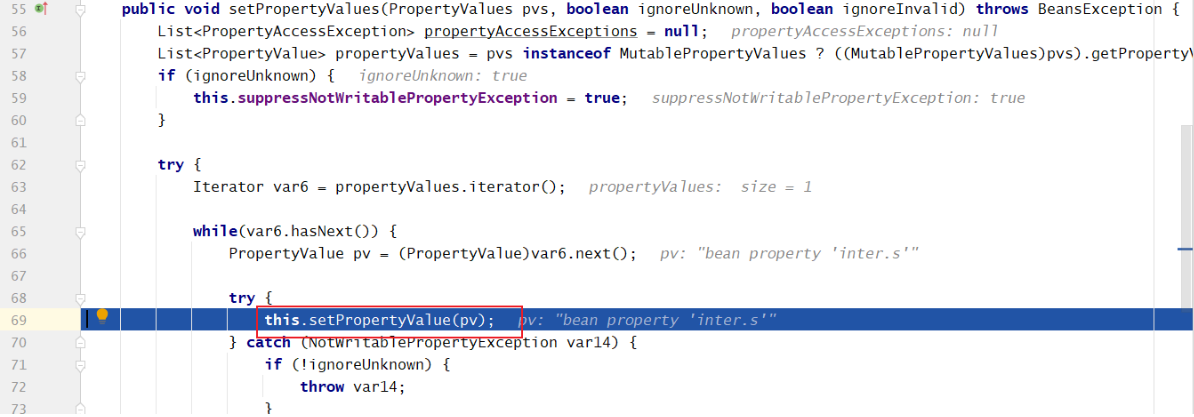 55 public void setPropertyValues(PropertyValues pvs, boolean ignoreUnknown, boolean ignoreInvalid) throws BeansException {
56 List<PropertyAccessException> propertyAccessExceptions = null; propertyAccessExceptions: null
57 List<PropertyValue> propertyValues = pvs instanceof MutablePropertyValues ? ((MutablePropertyValues)pvs).getPropertyV
58 if (ignoreUnknown) { ignoreUnknown: true
59 this.suppressNotWritablePropertyException = true; suppressNotWritablePropertyException: true
60 }
61
62 try {
63 Iterator var6 = propertyValues.iterator(); propertyValues: size = 1
64
65 while(var6.hasNext()) {
66 PropertyValue pv = (PropertyValue)var6.next(); pv: "bean property 'inter.s'"
67
68 try {
69 this.setPropertyValue(pv); pv: "bean property 'inter.s'"
70 } catch (NotWritablePropertyException var14) {
71 if (!ignoreUnknown) {
72 throw var14;
73 }